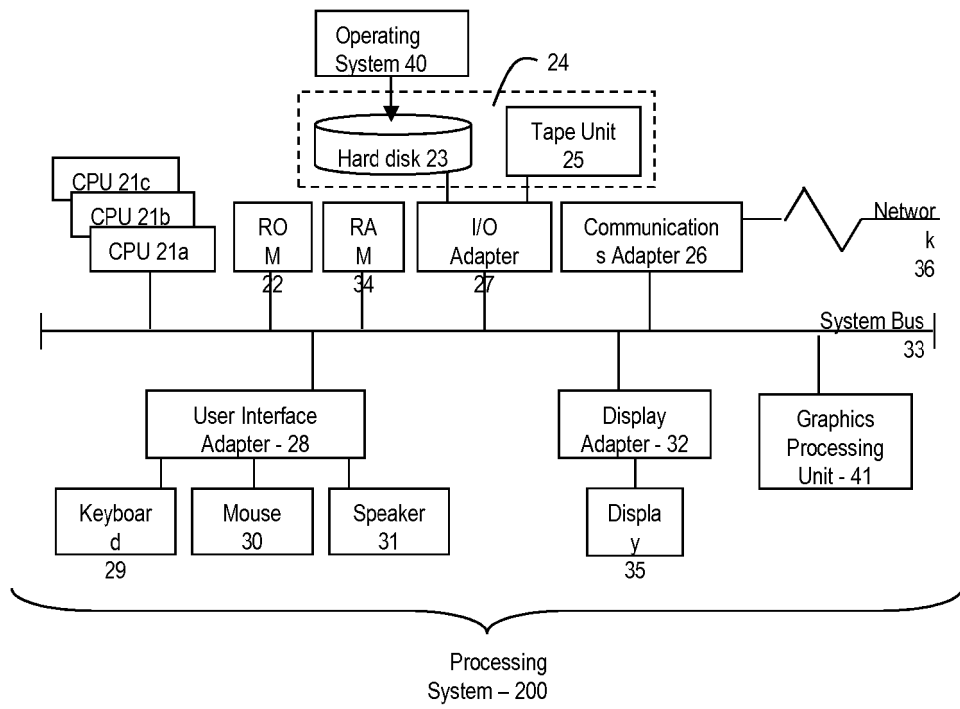 Operating
System 40
24
Hard disk 23
Tape Unit
25
CPU 21c
CPU 21b
CPU 21a
RO
M
22
RA
M
34
I/O
Adapter
27
Communication
s Adapter 26
Networ
k
36
System Bus
33
User Interface
Adapter - 28
Display
Adapter - 32
Graphics
Processing
Unit - 41
Keyboar
d
29
Mouse
30
Speaker
31
Displa
y
35
Processing
System – 200